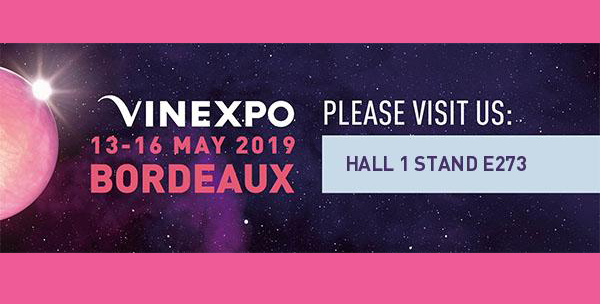 VINEXPO
13-16 MAY 2019
BORDEAUX
PLEASE VISIT US:
HALL 1 STAND E273